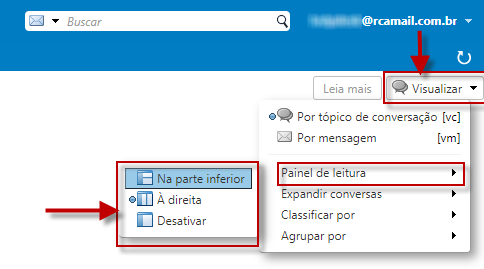 Buscar
@rcamail.com.br
Leia mais
Visualizar
Por tópico de conversação [vc]
Por mensagem [vm]
Painel de leitura
Expandir conversas
Classificar por
Agrupar por
Na parte inferior
À direita
Desativar